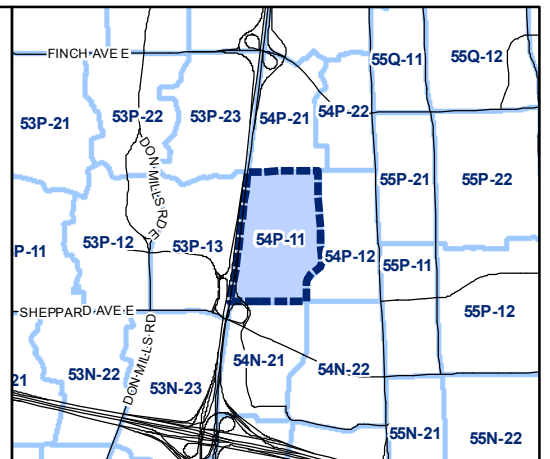 55Q-12
FINCH AVE E
55Q-11
53P-22
53P-23
54P-21
54P-22
53P-21
DON MILLS RD E
55P-21
55P-22
P-11
53P-12
53P-13
54P-11
54P-12
55P-11
SHEPPARD AVE E
55P-12
DON MILLS RD
21
53N-22
53N-23
54N-21
54N-22
55N-21
55N-22